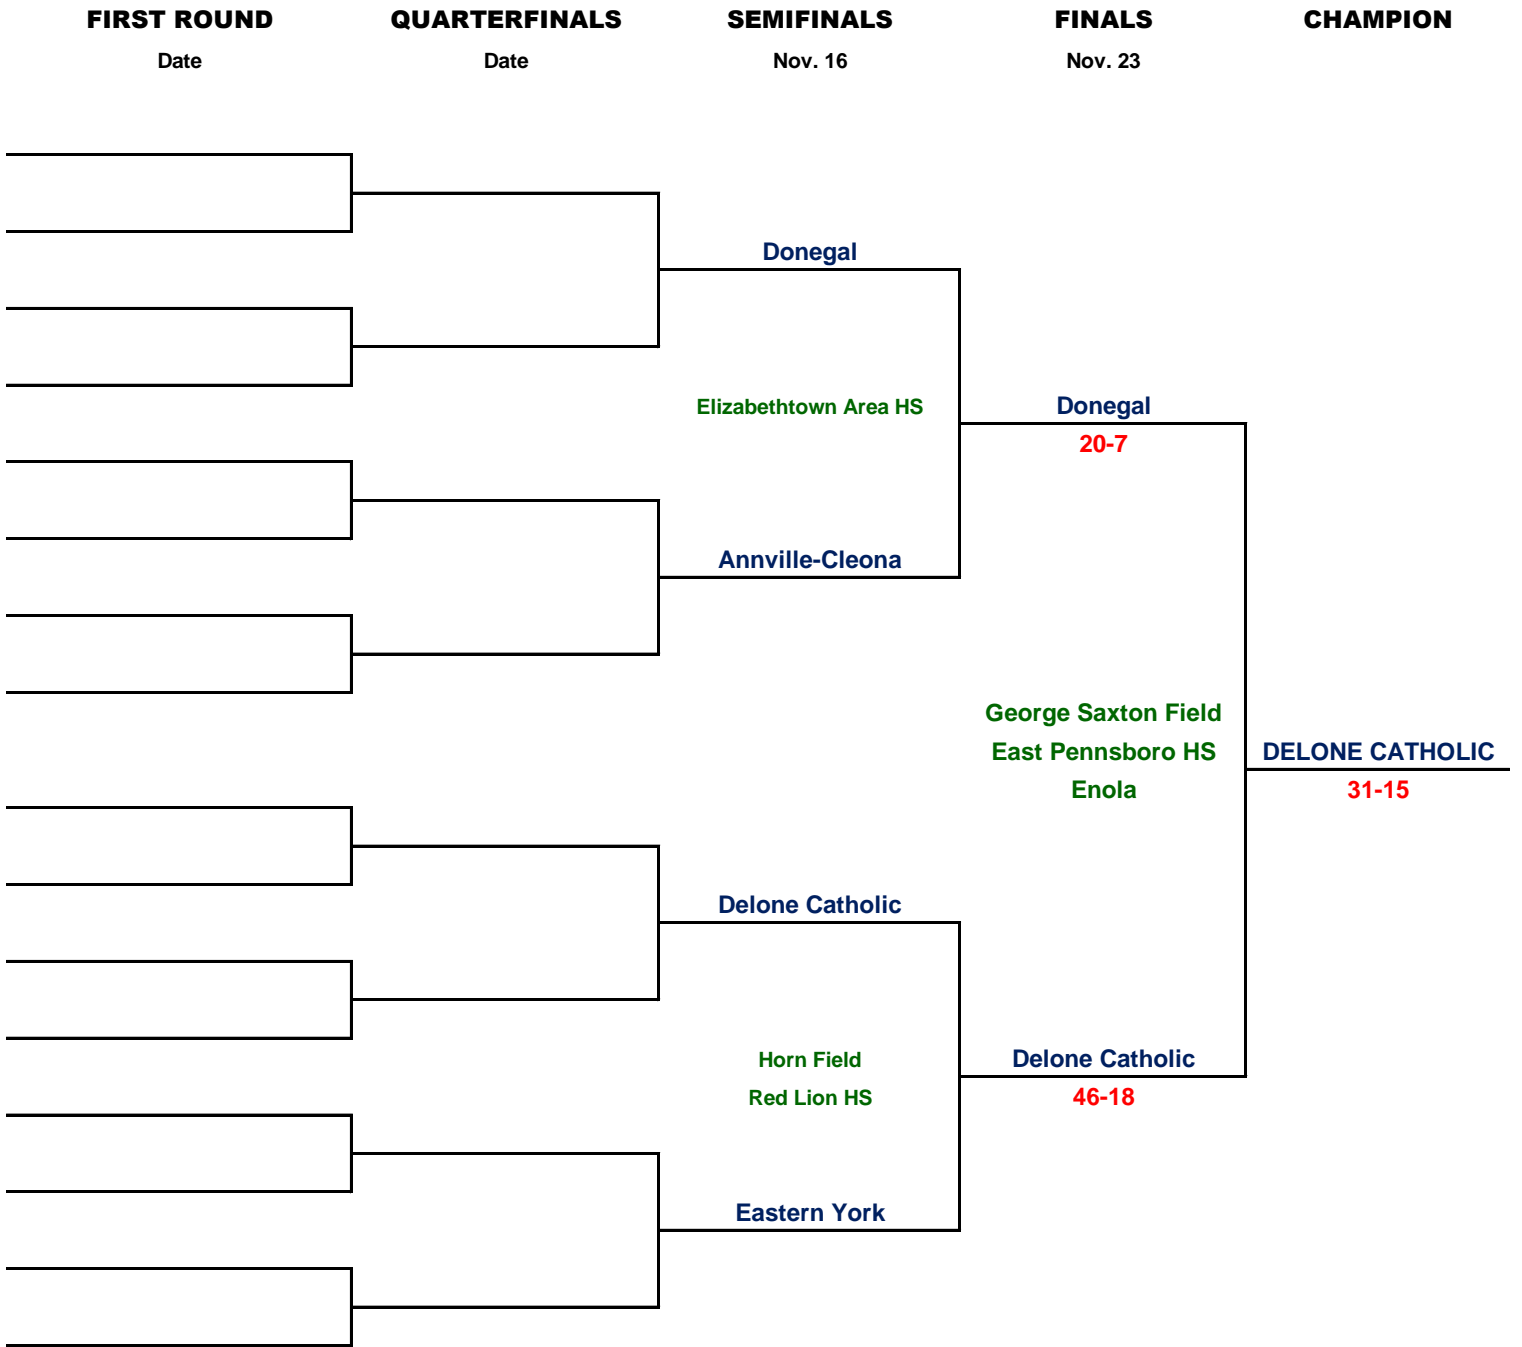 FIRST ROUND QUARTERFINALS SEMIFINALS FINALS CHAMPION
Date Date Nov. 16 Nov. 23
Donegal
Elizabethtown Area HS
Donegal
20-7
Annville-Cleona
George Saxton Field
East Pennsboro HS
Enola
DELONE CATHOLIC
31-15
Delone Catholic
Horn Field
Red Lion HS
Delone Catholic
46-18
Eastern York